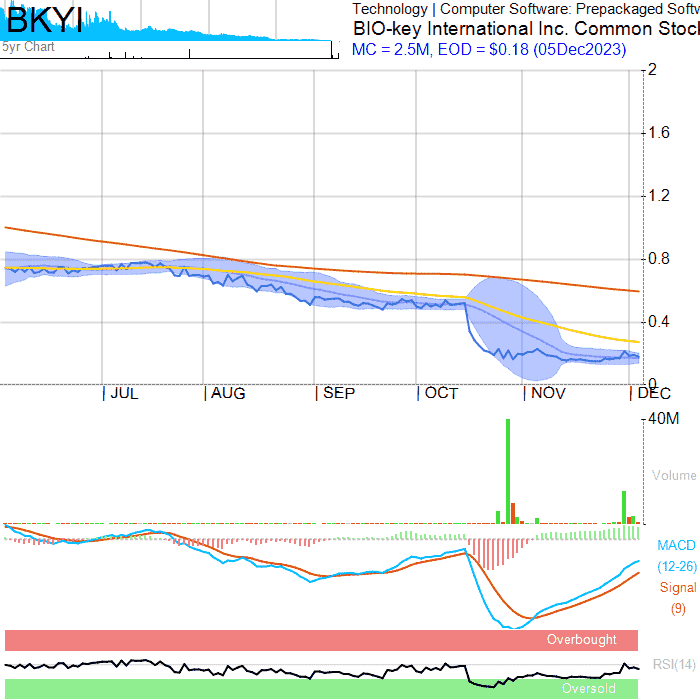 BKYI
5yr Chart
Technology | Computer Software: Prepackaged Softw
BIO-key International Inc. Common Stoc
MC = 2.5M, EOD = $0.18 (05Dec2023)
2
1.6
1.2
0.8
0.4
0
JUL AUG SEP OCT NOV DEC
40M
Volume
MACD
(12-26)
Signal
(9)
Overbought
RSI(14)
Oversold